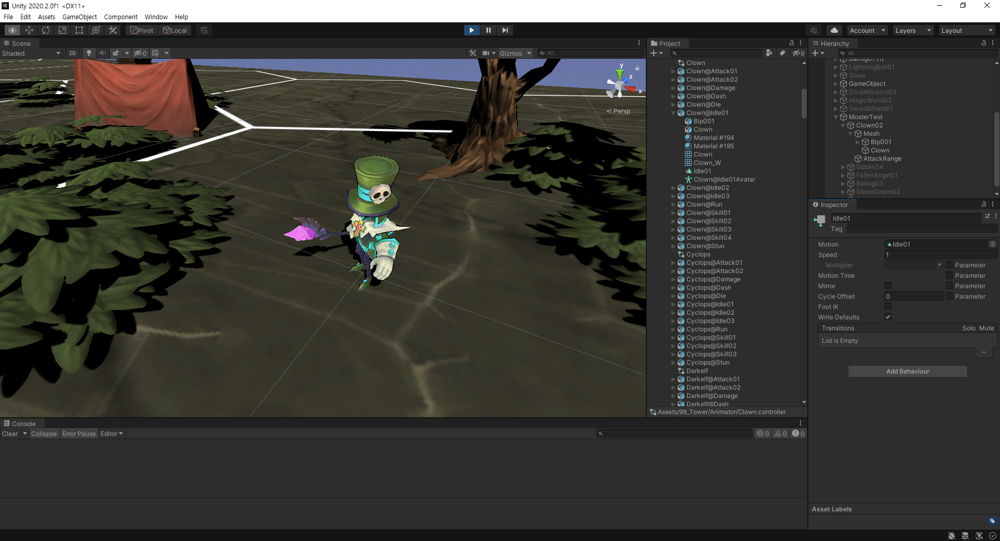 Unity 2020.2.0f1 <DX11>
File Edit Assets GameObject Component Window Help
Pivot Local Account Layers Layout
Scene
Shaded 2D 0 Gizmos All
y
z
x
Persp
Project
9
Clown
Clown@Attack01
Clown@Attack02
Clown@Damage
Clown@Dash
Clown@Die
Clown@Idle01
Bip001
Clown
Material #194
Material #195
Clown
Clown_W
Idle01
Clown@Idle01Avatar
Clown@Idle02
Clown@Idle03
Clown@Run
Clown@Skill01
Clown@Skill02
Clown@Skill03
Clown@Skill04
Clown@Stun
Cyclops
Cyclops@Attack01
Cyclops@Attack02
Cyclops@Damage
Cyclops@Dash
Cyclops@Die
Cyclops@Idle01
Cyclops@Idle02
Cyclops@Idle03
Cyclops@Run
Cyclops@Skill01
Cyclops@Skill02
Cyclops@Skill03
Cyclops@Stun
Darkelf
Darkelf@Attack01
Darkelf@Attack02
Darkelf@Damage
Darkelf@Dash
Assets/99_Tower/Animator/Clown.controller
Hierarchy
All
Balrog01 (1)
LightningBolt01
Show
GameObject
DoubleSword03
MagicWand02
SwordShield01
MosterTest
Clown02
Mesh
Bip001
Clown
AttackRange
Goblin04
FallenAngel01
Balrog03
StoneGolem02
Inspector
Idle01
Tag
Motion Idle01
Speed 1
Multiplier Parameter
Motion Time Parameter
Mirror Parameter
Cycle Offset 0 Parameter
Foot IK
Write Defaults
Transitions Solo Mute
List is Empty
Add Behaviour
Asset Labels
Console
Clear Collapse Error Pause Editor 0 0 0